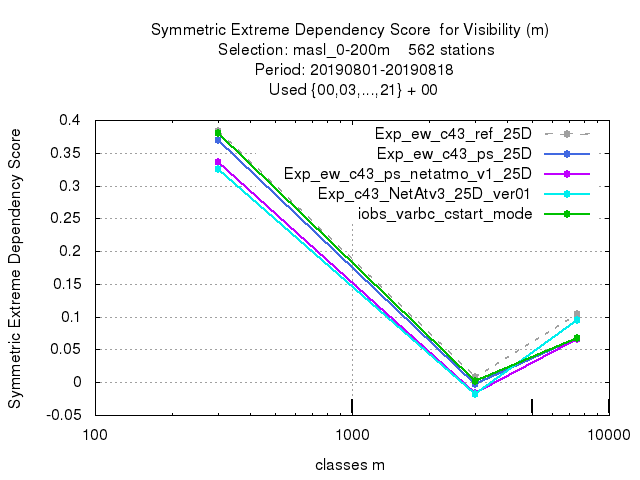 Symmetric Extreme Dependency Score  for Visibility (m)
Selection: masl_0-200m    562 stations
Period: 20190801-20190818
Used {00,03,...,21} + 00
Symmetric Extreme Dependency Score
0.4
0.35
0.3
0.25
0.2
0.15
0.1
0.05
0
-0.05
Exp_ew_c43_ref_25D
Exp_ew_c43_ps_25D
Exp_ew_c43_ps_netatmo_v1_25D
Exp_c43_NetAtv3_25D_ver01
iobs_varbc_cstart_mode
100 1000 10000
classes m